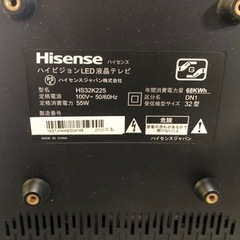 Hisense ハイセンス
ハイビジョンLED液晶テレビ
形名 HS32K225
定格電源 100V~ 50/60Hz
定格消費電力 55W
製造番号
年間消費電力量 68KWh
区分名 DN1
受信機型サイズ 32型
ハイセンスジャパン株式会社
危険
MADE IN CHINA
ハイセンスジャパン